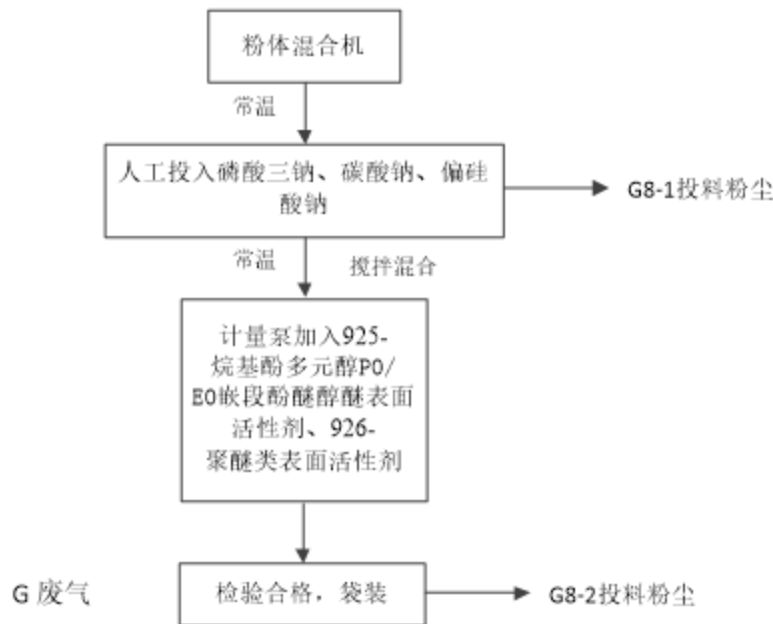 粉体混合机
常温
人工投入磷酸三钠、碳酸钠、偏硅
酸钠
G8-1投料粉尘
常温
搅拌混合
计量泵加入925-
烷基酚多元醇PO/
EO嵌段酚醚醇醚表面
活性剂、926-
聚醚类表面活性剂
G 废气
检验合格，袋装
G8-2投料粉尘